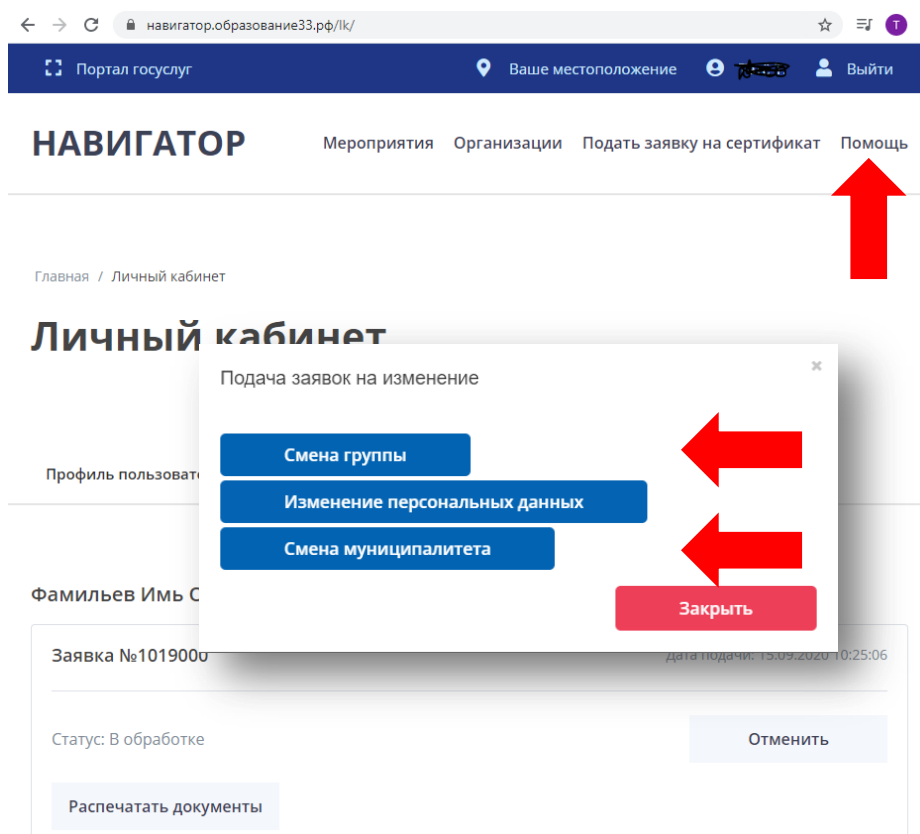 навигатор.образование33.рф/lk/
T
Портал госуслуг Ваше местоположение Выйти
НАВИГАТОР Мероприятия Организации Подать заявку на сертификат Помощь
Главная / Личный кабинет
Личный кабинет
Подача заявок на изменение
×
Смена группы
Профиль пользоват
Изменение персональных данных
Смена муниципалитета
Фамильев Имь
Закрыть
Заявка №1019000 Дата подачи: 15.09.2020 10:25:06
Статус: В обработке Отменить
Распечатать документы